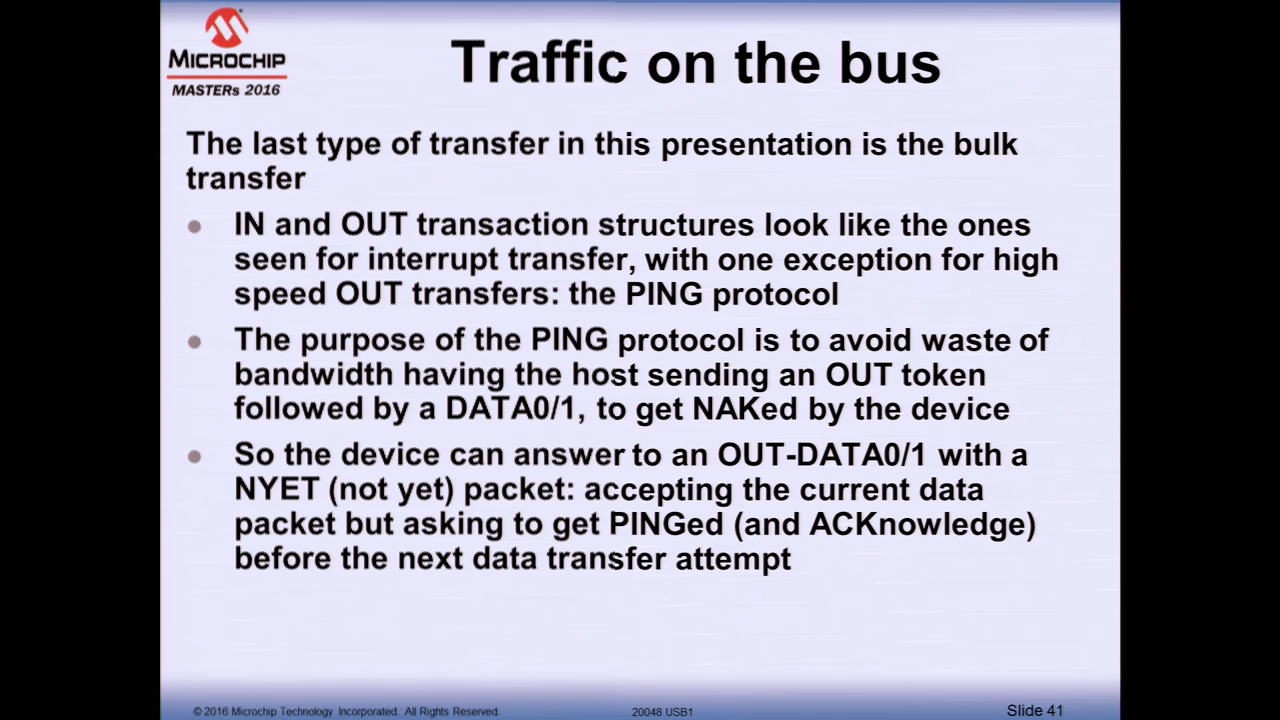 MICROCHIP
MASTERs 2016
Traffic on the bus
The last type of transfer in this presentation is the bulk
transfer
IN and OUT transaction structures look like the ones
seen for interrupt transfer, with one exception for high
speed OUT transfers: the PING protocol
The purpose of the PING protocol is to avoid waste of
bandwidth having the host sending an OUT token
followed by a DATA0/1, to get NAKed by the device
So the device can answer to an OUT-DATA0/1 with a
NYET (not yet) packet: accepting the current data
packet but asking to get PINGed (and ACKnowledge)
before the next data transfer attempt
© 2016 Microchip Technology Incorporated. All Rights Reserved.
20048 USB1
Slide 41